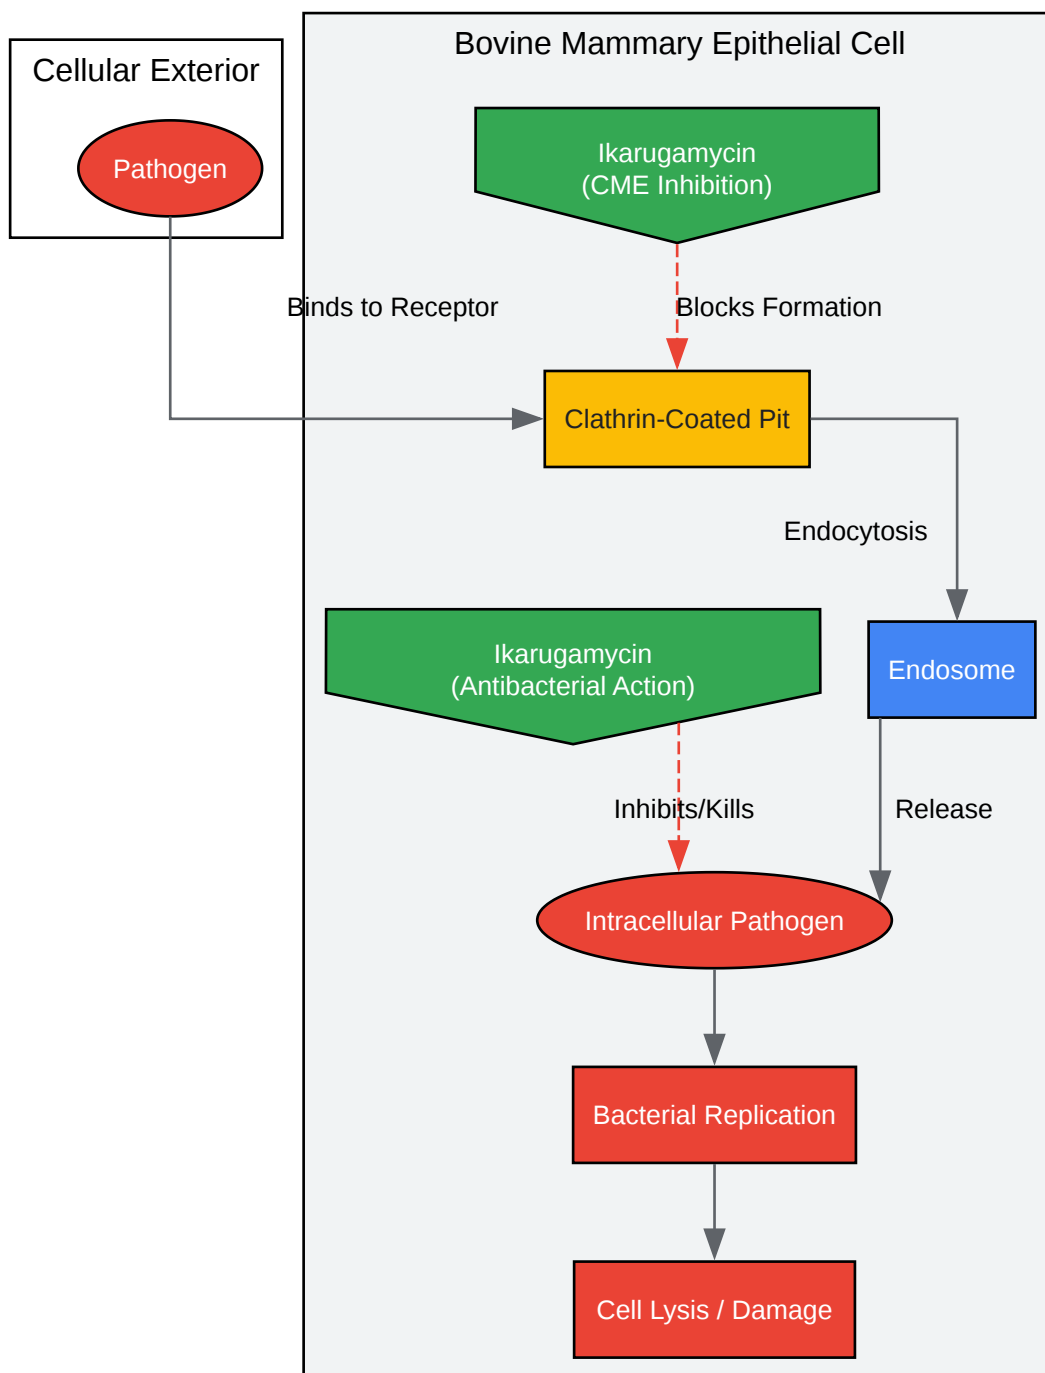 Bovine Mammary Epithelial Cell
Cellular Exterior
Pathogen
Ikarugamycin
(CME Inhibition)
Binds to Receptor
Blocks Formation
Clathrin-Coated Pit
Endocytosis
Ikarugamycin
(Antibacterial Action)
Endosome
Inhibits/Kills
Release
Intracellular Pathogen
Bacterial Replication
Cell Lysis / Damage